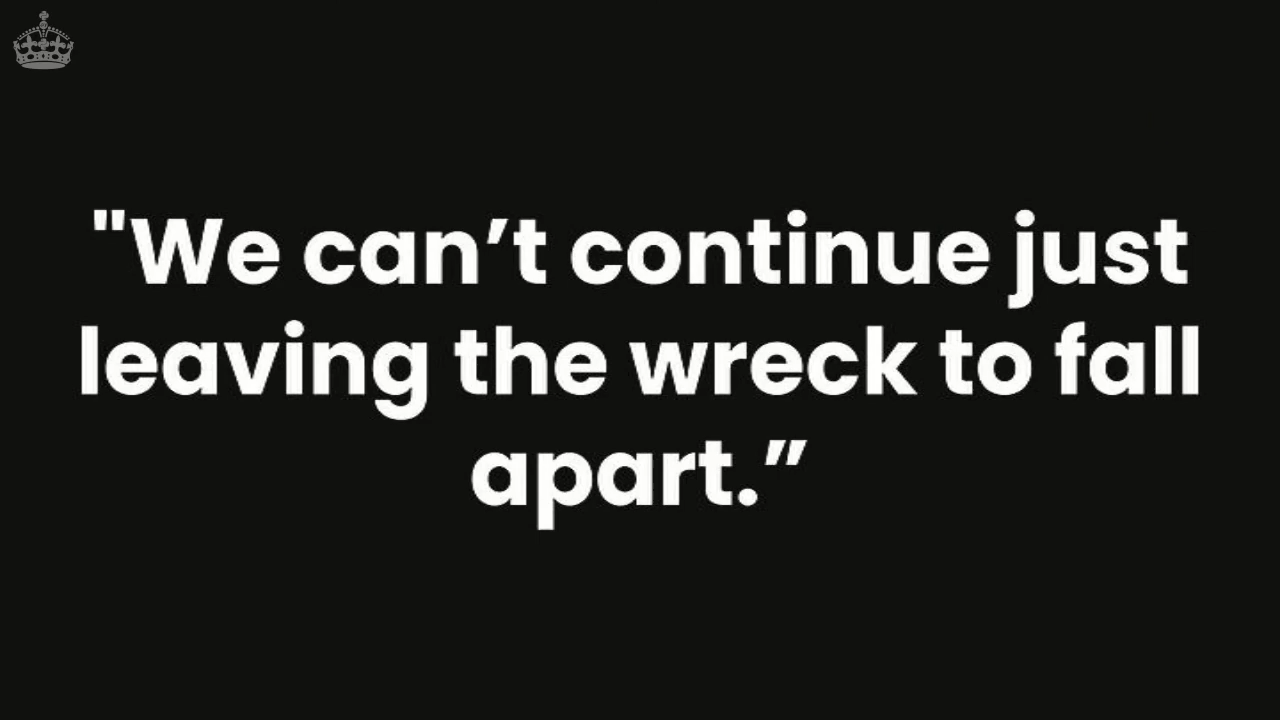 "We can’t continue just
leaving the wreck to fall
apart.”